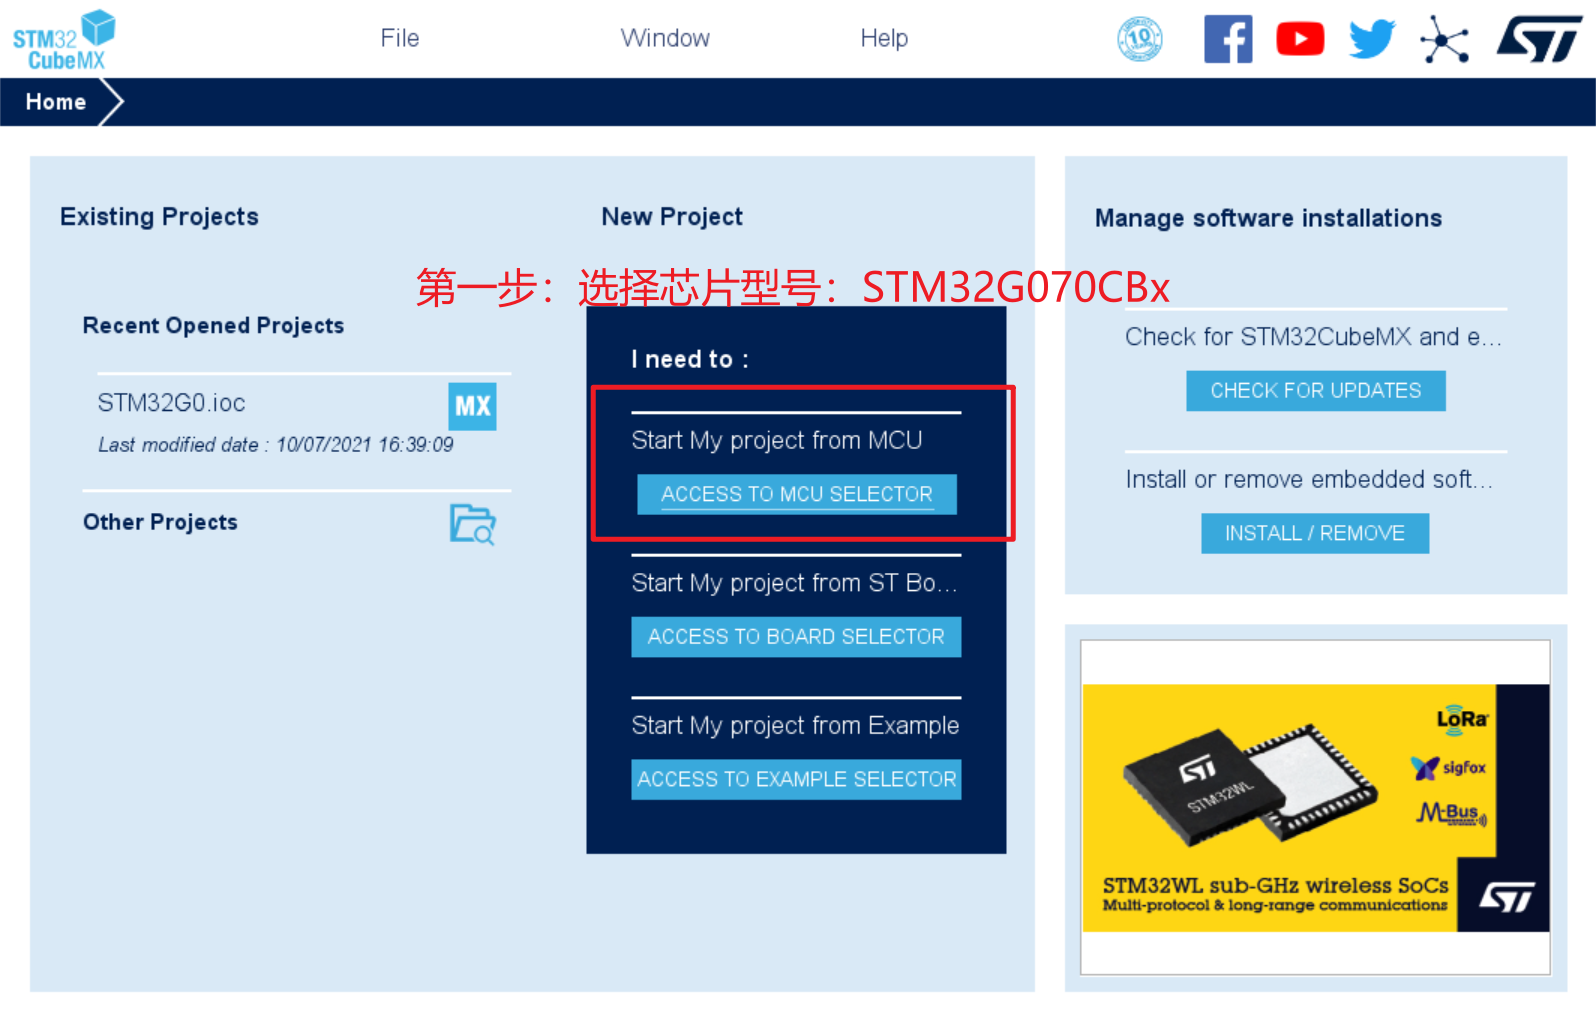 STM32
CubeMX
File
Window
Help
10
Home
Existing Projects
Recent Opened Projects
STM32G0.ioc
MX
Last modified date : 10/07/2021 16:39:09
Other Projects
New Project
第一步：选择芯片型号：STM32G070CBx
I need to :
Start My project from MCU
ACCESS TO MCU SELECTOR
Start My project from ST Bo...
ACCESS TO BOARD SELECTOR
Start My project from Example
ACCESS TO EXAMPLE SELECTOR
Manage software installations
Check for STM32CubeMX and e...
CHECK FOR UPDATES
Install or remove embedded soft...
INSTALL / REMOVE
LoRa
sigfox
M-Bus
ST
STM32WL
STM32WL sub-GHz wireless SoCs
Multi-protocol & long-range communications
ST